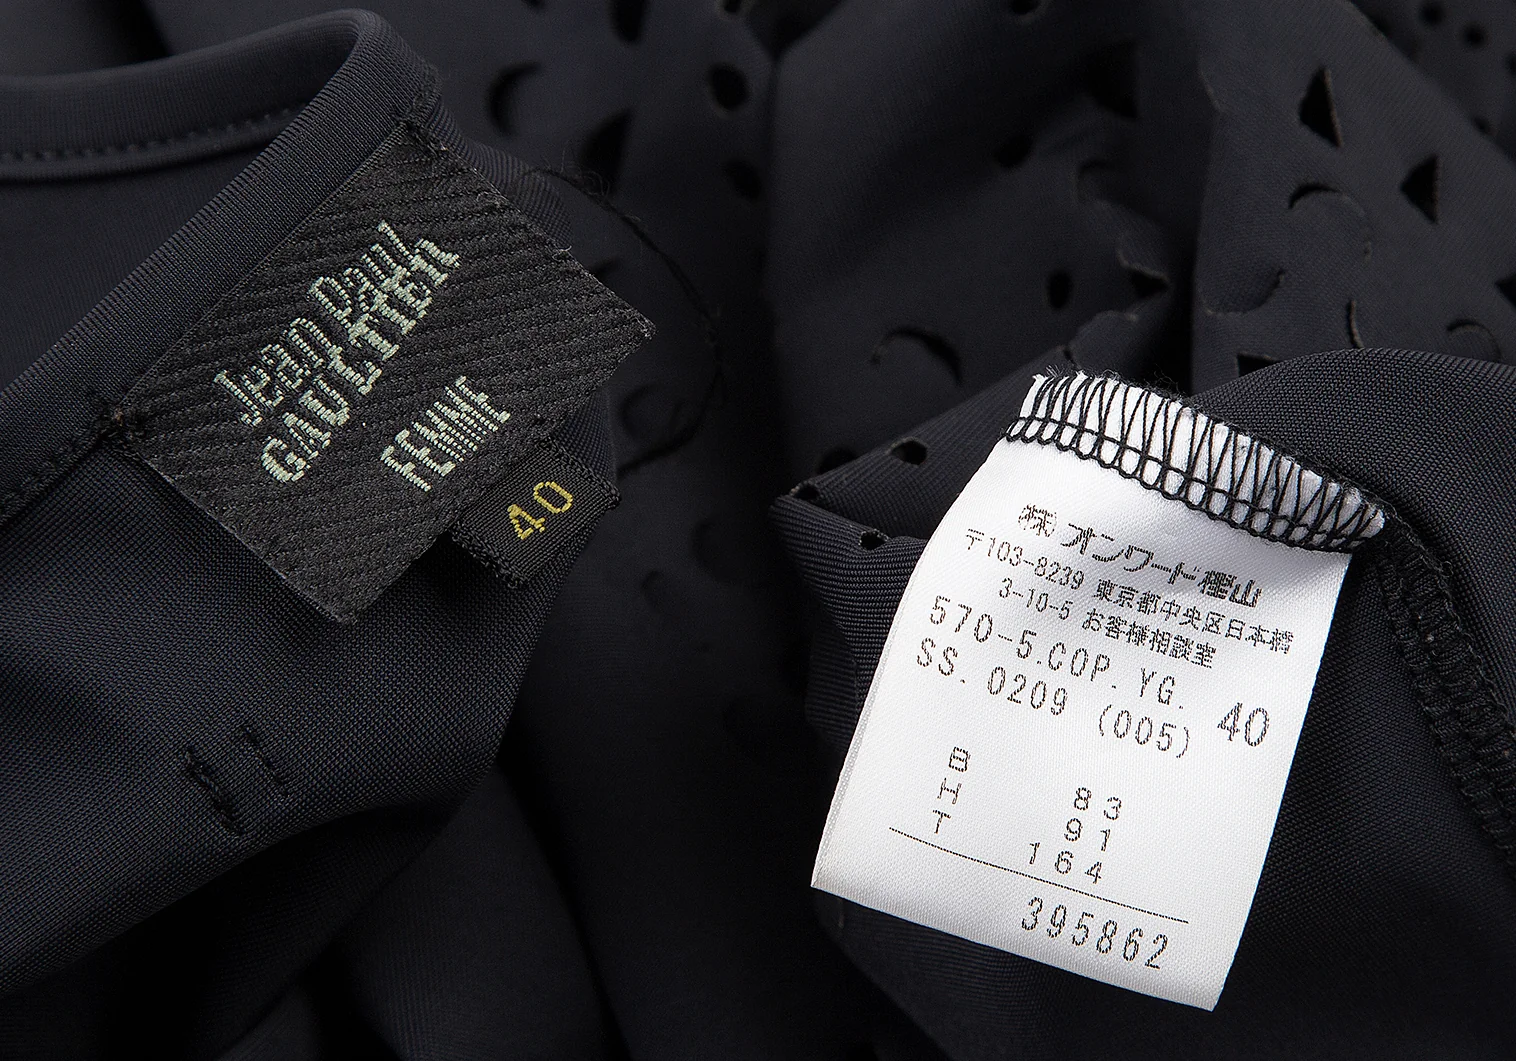 Jean Paul
GAULTIER
FEMME
40
(株)オンワード樫山
〒103-8239 東京都中央区日本橋
3-10-5 お客様相談室
570-5.COP. YG.
SS. 0209 (005) 40
B 83
H 91
T 164
395862